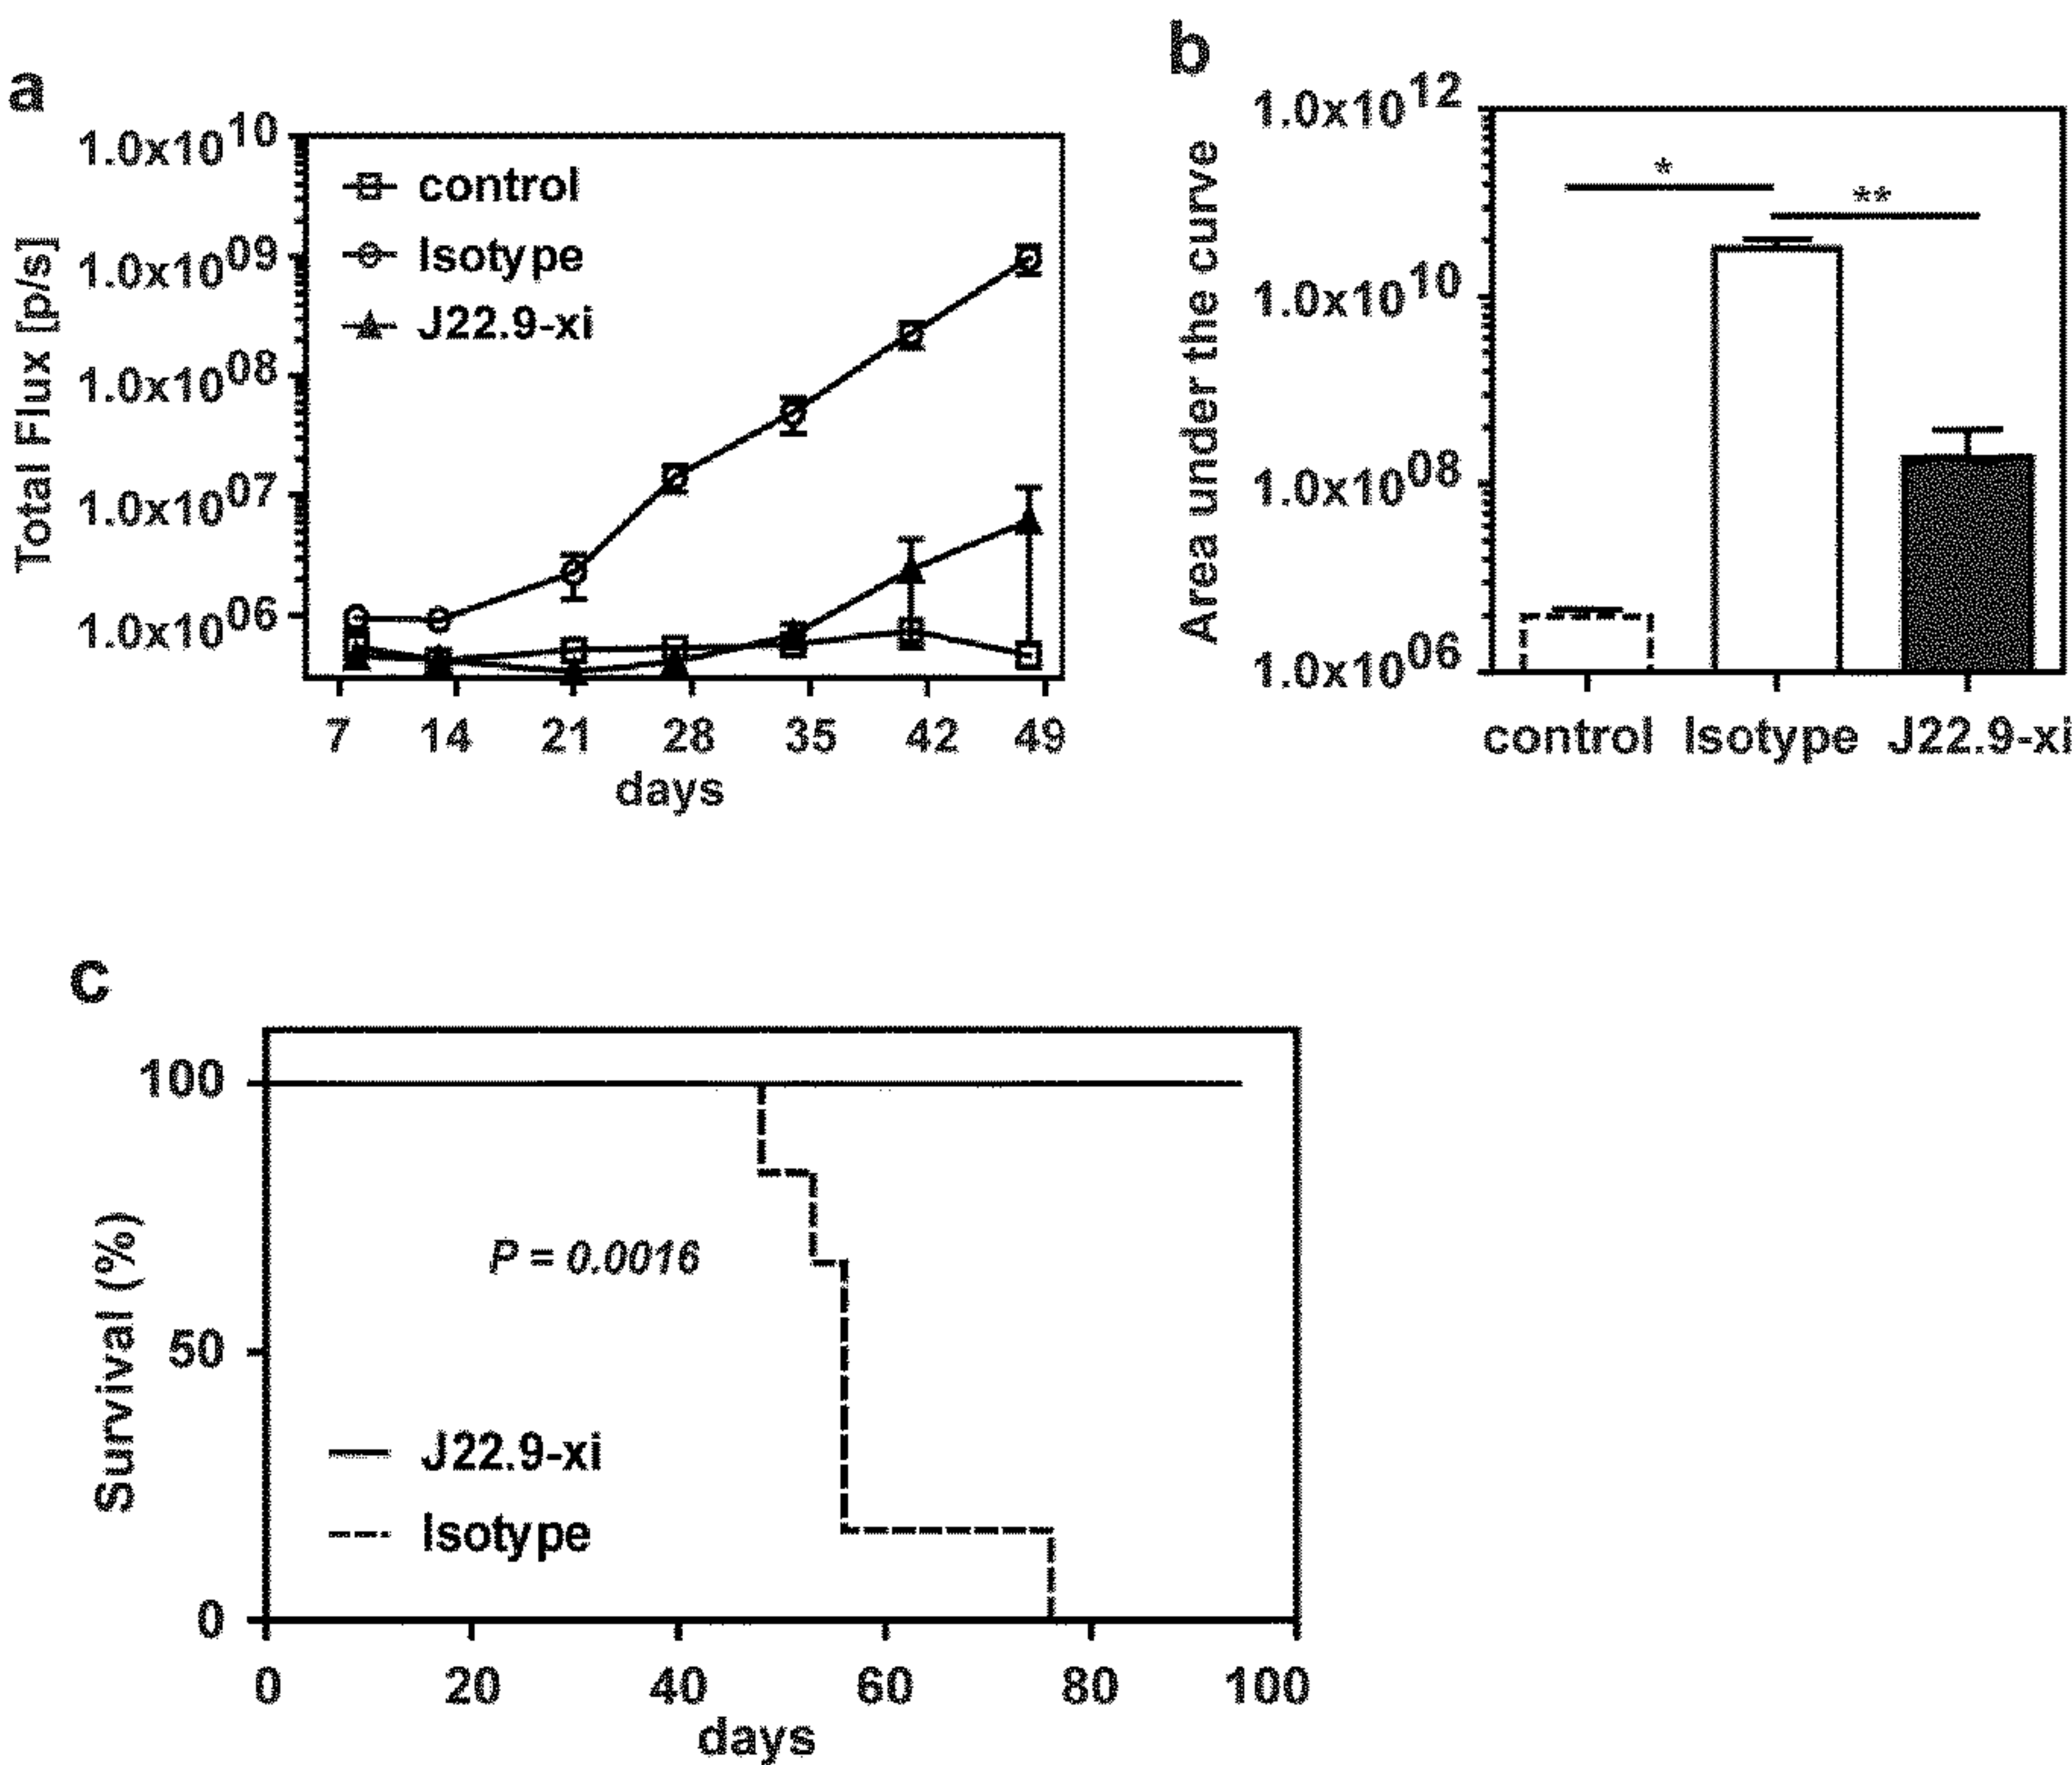 a
1.0x10^10
1.0x10^09
1.0x10^08
1.0x10^07
1.0x10^06
Total Flux [p/s]
control
Isotype
J22.9-xi
7 14 21 28 35 42 49
days
b
1.0x10^12
1.0x10^10
1.0x10^08
1.0x10^06
Area under the curve
*
**
control Isotype J22.9-xi
c
100
50
0
Survival (%)
P = 0.0016
J22.9-xi
Isotype
0 20 40 60 80 100
days